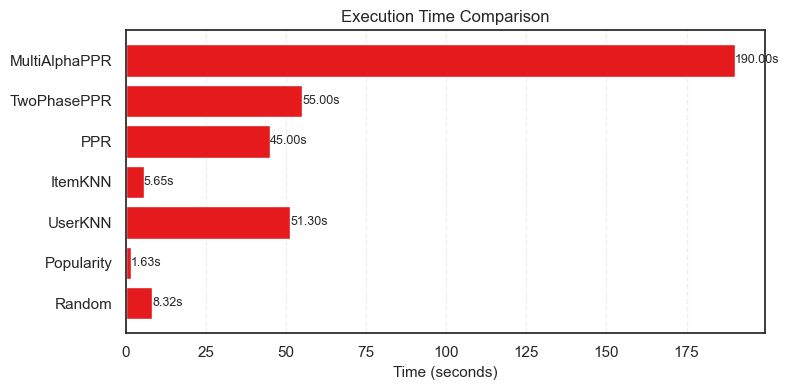 Execution Time Comparison
MultiAlphaPPR 190.00s
TwoPhasePPR 55.00s
PPR 45.00s
ItemKNN 5.65s
UserKNN 51.30s
Popularity 1.63s
Random 8.32s
0 25 50 75 100 125 150 175
Time (seconds)